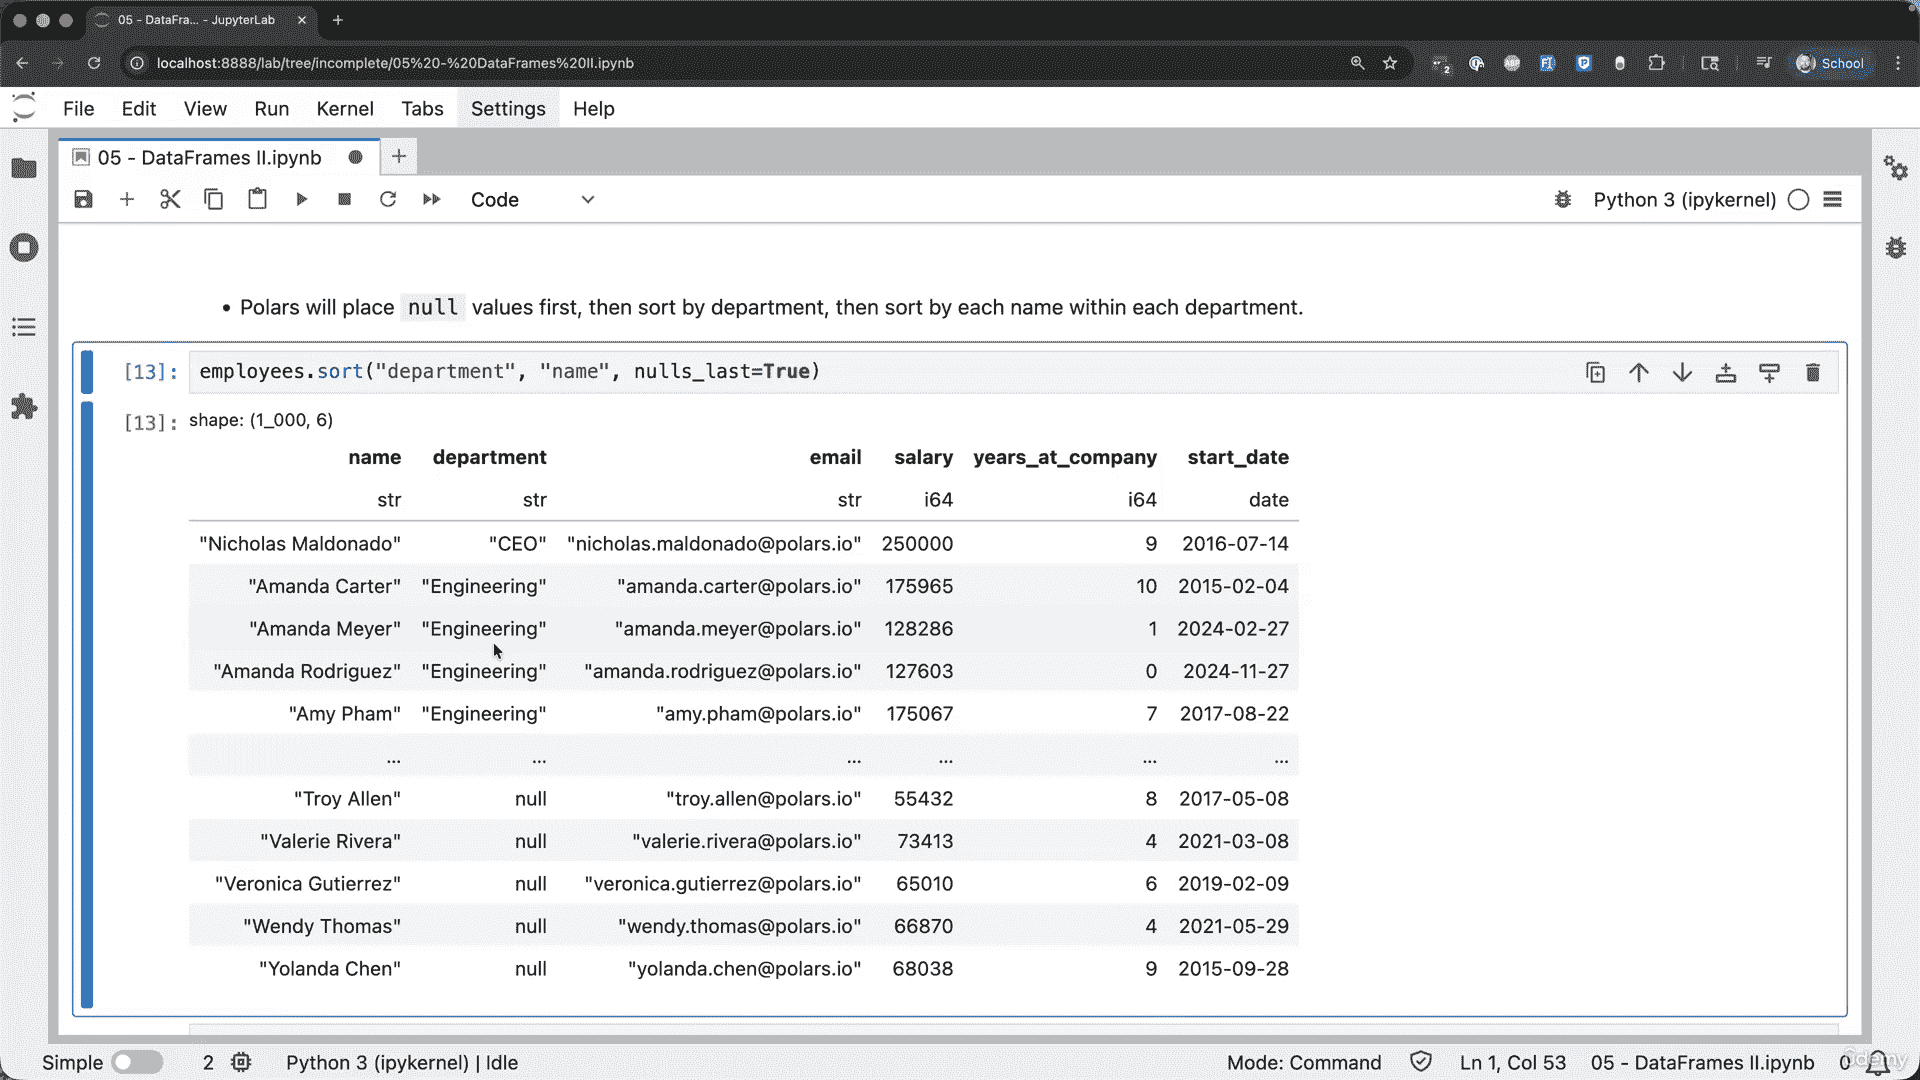 05 - DataFra... - JupyterLab
localhost:8888/lab/tree/incomplete/05%20-%20DataFrames%20II.ipynb
2
ABP
School
File Edit View Run Kernel Tabs Settings Help
05 - DataFrames II.ipynb
Code
Python 3 (ipykernel)
• Polars will place null values first, then sort by department, then sort by each name within each department.
[13]: employees.sort("department", "name", nulls_last=True)
[13]: shape: (1_000, 6)
name department email salary years_at_company start_date
str str str i64 i64 date
"Nicholas Maldonado" "CEO" "nicholas.maldonado@polars.io" 250000 9 2016-07-14
"Amanda Carter" "Engineering" "amanda.carter@polars.io" 175965 10 2015-02-04
"Amanda Meyer" "Engineering" "amanda.meyer@polars.io" 128286 1 2024-02-27
"Amanda Rodriguez" "Engineering" "amanda.rodriguez@polars.io" 127603 0 2024-11-27
"Amy Pham" "Engineering" "amy.pham@polars.io" 175067 7 2017-08-22
... ... ... ... ... ...
"Troy Allen" null "troy.allen@polars.io" 55432 8 2017-05-08
"Valerie Rivera" null "valerie.rivera@polars.io" 73413 4 2021-03-08
"Veronica Gutierrez" null "veronica.gutierrez@polars.io" 65010 6 2019-02-09
"Wendy Thomas" null "wendy.thomas@polars.io" 66870 4 2021-05-29
"Yolanda Chen" null "yolanda.chen@polars.io" 68038 9 2015-09-28
Simple 2 Python 3 (ipykernel) | Idle Mode: Command Ln 1, Col 53 05 - DataFrames II.ipynb 0
ûdemy